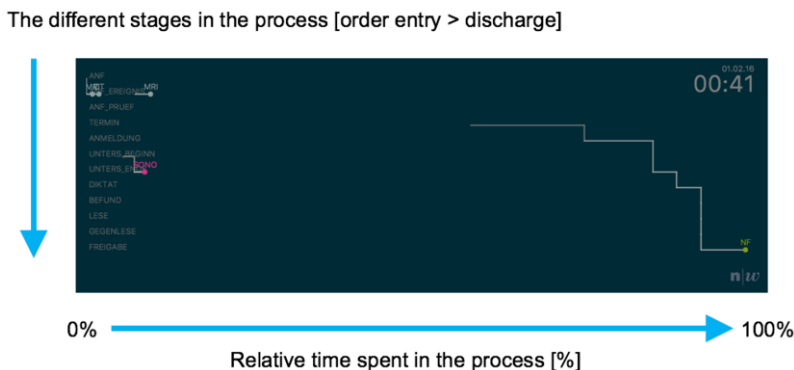 The different stages in the process [order entry > discharge]
01.02.16
00:41
ANF
MRI
EREIGNIS
ANF_PRUEF
TERMIN
ANMELDUNG
UNTERS_BEGINN
SONO
DIKTAT
BEFUND
LESE
GEGENLESE
FREIGABE
NF
n|w
0%
100%
Relative time spent in the process [%]